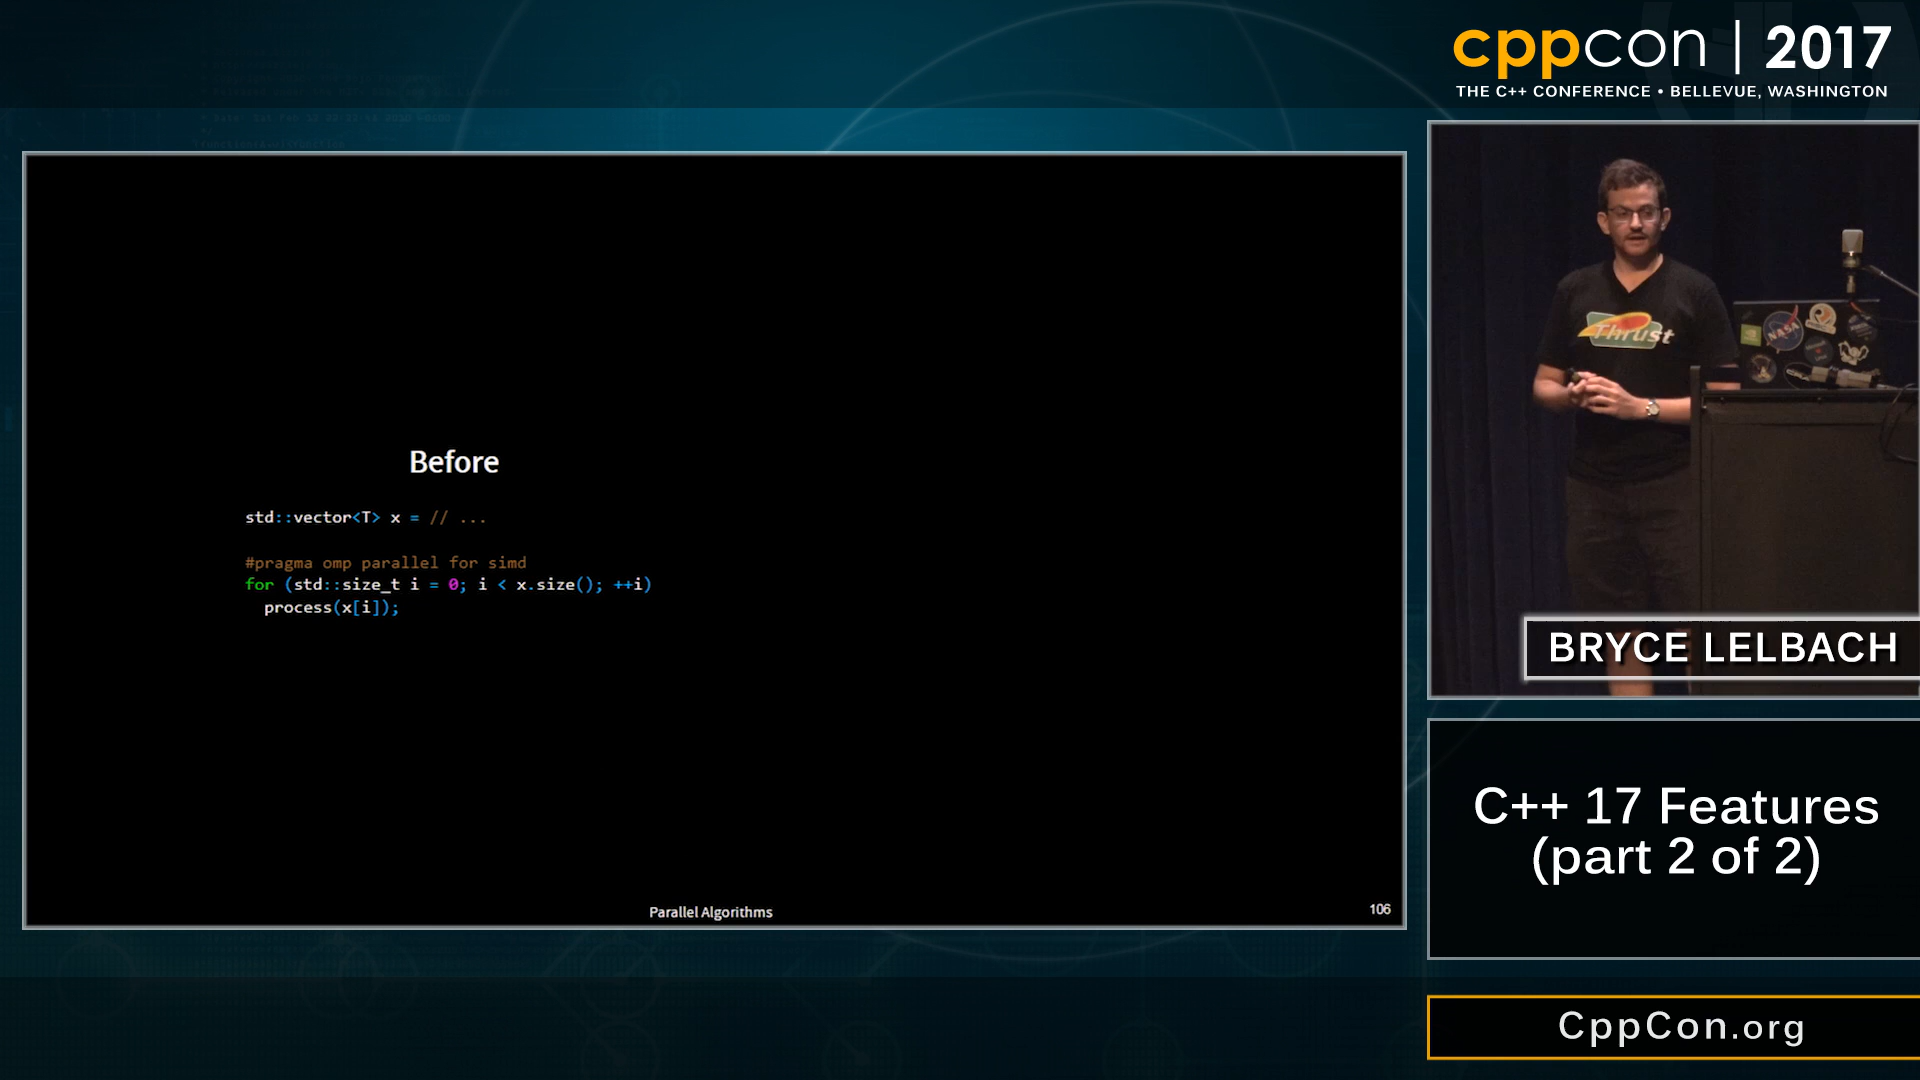 cppcon | 2017
THE C++ CONFERENCE • BELLEVUE, WASHINGTON
Before
std::vector<T> x = // ...
#pragma omp parallel for simd
for (std::size_t i = 0; i < x.size(); ++i)
process(x[i]);
Parallel Algorithms
106
Thrust
NASA
BRYCE LELBACH
C++ 17 Features
(part 2 of 2)
CppCon.org